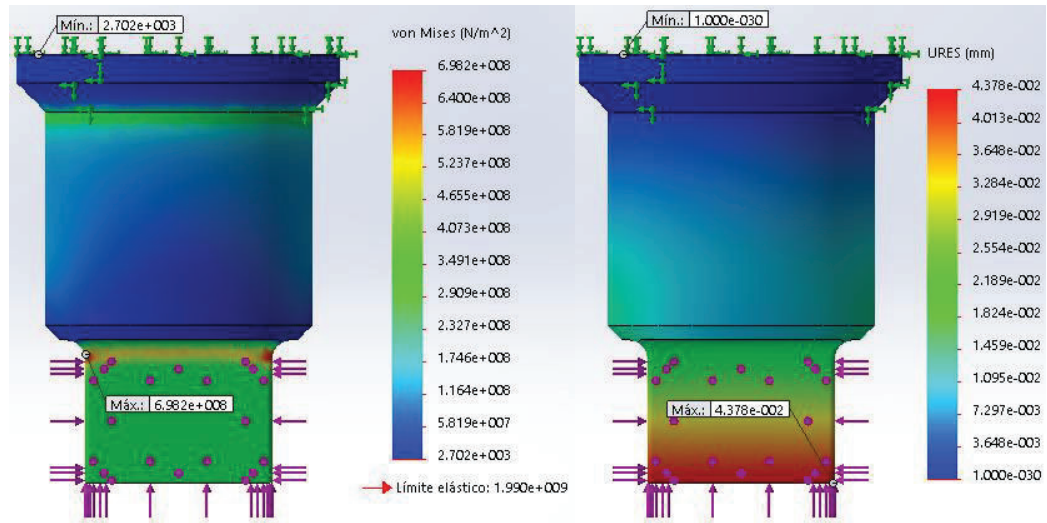 Mín.: 2.702e+003
von Mises (N/m^2)
6.982e+008
6.400e+008
5.819e+008
5.237e+008
4.655e+008
4.073e+008
3.491e+008
2.909e+008
2.327e+008
1.746e+008
1.164e+008
5.819e+007
2.702e+003
Límite elástico: 1.990e+009
Máx.: 6.982e+008
Mín.: 1.000e-030
URES (mm)
4.378e-002
4.013e-002
3.648e-002
3.284e-002
2.919e-002
2.554e-002
2.189e-002
1.824e-002
1.459e-002
1.095e-002
7.297e-003
3.648e-003
1.000e-030
Máx.: 4.378e-002